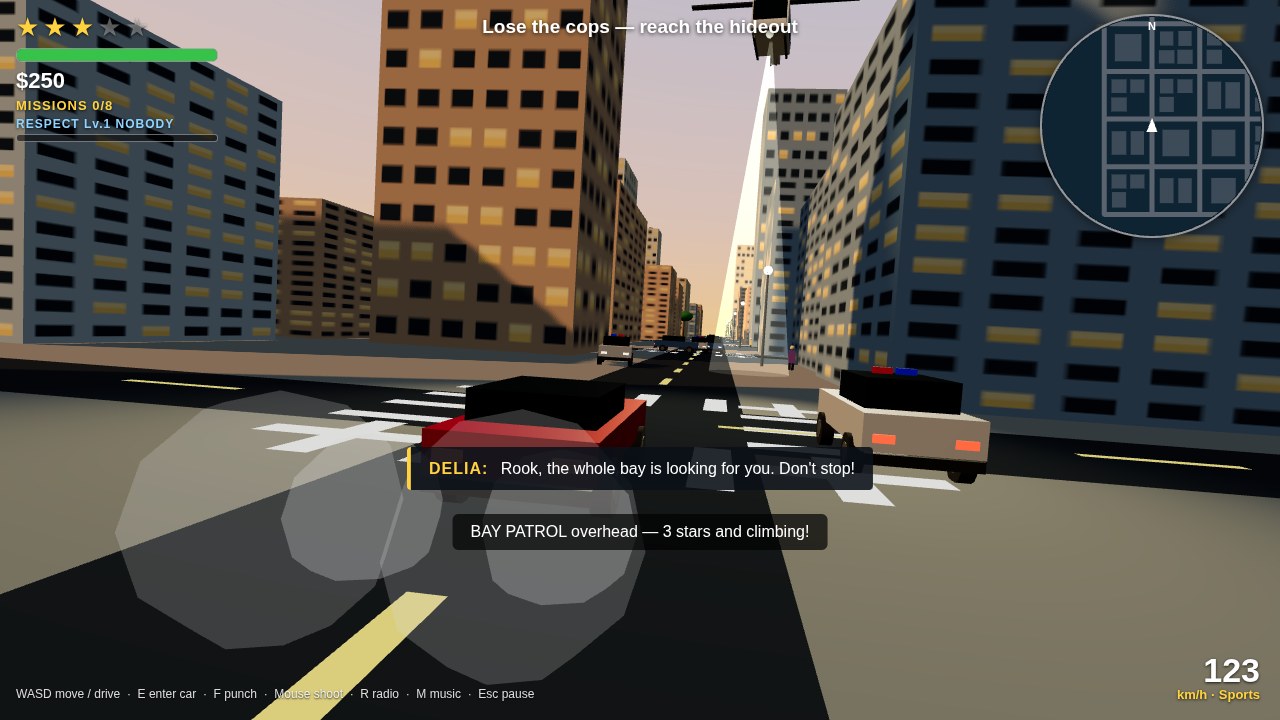 Lose the cops — reach the hideout
N
$250
MISSIONS 0/8
RESPECT Lv.1 NOBODY
DELIA: Rook, the whole bay is looking for you. Don't stop!
BAY PATROL overhead — 3 stars and climbing!
123
km/h · Sports
WASD move / drive · E enter car · F punch · Mouse shoot · R radio · M music · Esc pause